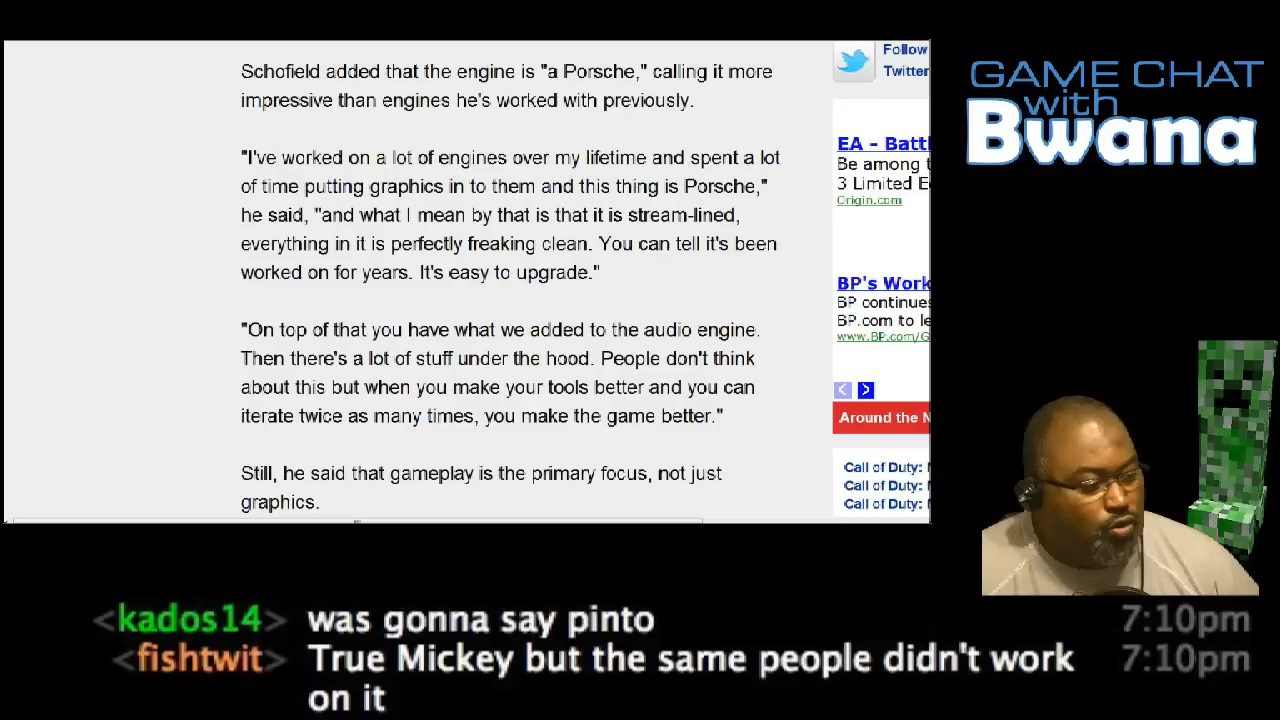 Schofield added that the engine is "a Porsche," calling it more
impressive than engines he's worked with previously.
"I've worked on a lot of engines over my lifetime and spent a lot
of time putting graphics in to them and this thing is Porsche,"
he said, "and what I mean by that is that it is stream-lined,
everything in it is perfectly freaking clean. You can tell it's been
worked on for years. It's easy to upgrade."
"On top of that you have what we added to the audio engine.
Then there's a lot of stuff under the hood. People don't think
about this but when you make your tools better and you can
iterate twice as many times, you make the game better."
Still, he said that gameplay is the primary focus, not just
graphics.
Follow
Twitter
EA – Battl
Be among
3 Limited E
Origin.com
BP's Work
BP continues
BP.com to le
www.BP.com/G
Around the N
Call of Duty:
Call of Duty:
Call of Duty:
GAME CHAT
with
Bwana
<kados14> was gonna say pinto 7:10pm
<fishtwit> True Mickey but the same people didn't work 7:10pm
on it